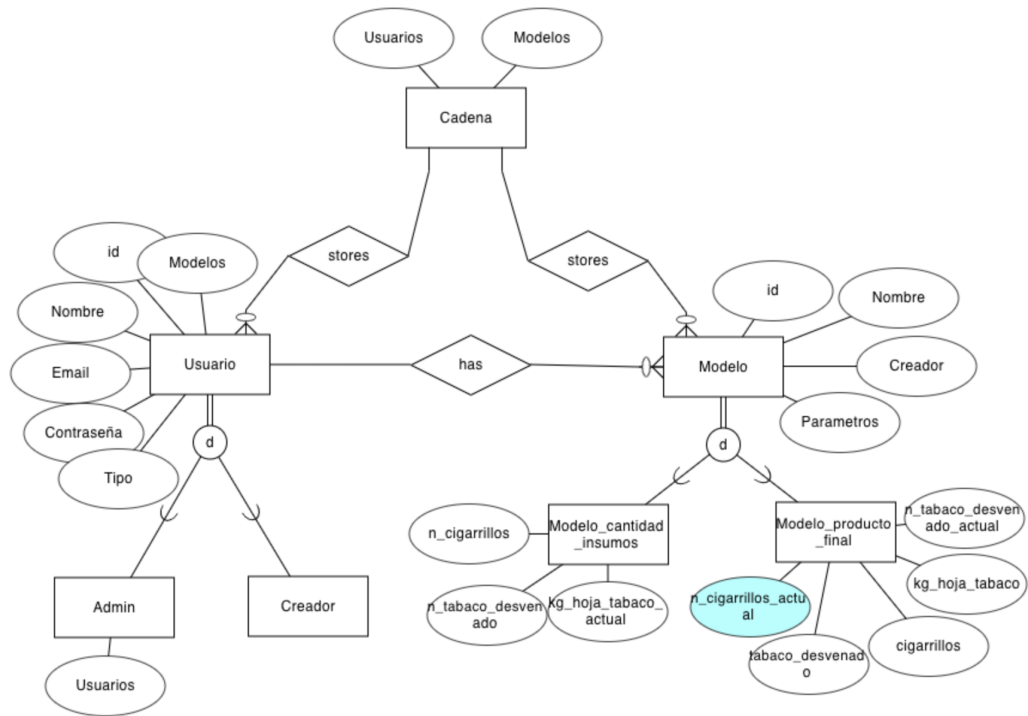 Usuarios
Modelos
Cadena
stores
stores
id
Modelos
Nombre
Email
Contraseña
Tipo
Usuario
has
id
Nombre
Creador
Parametros
Modelo
d
d
Admin
Creador
Usuarios
n_cigarrillos
Modelo_cantidad
_insumos
n_tabaco_desven
ado
kg_hoja_tabaco_
actual
Modelo_producto
_final
n_tabaco_desven
ado_actual
kg_hoja_tabaco
n_cigarrillos_actu
al
cigarrillos
tabaco_desvenad
o